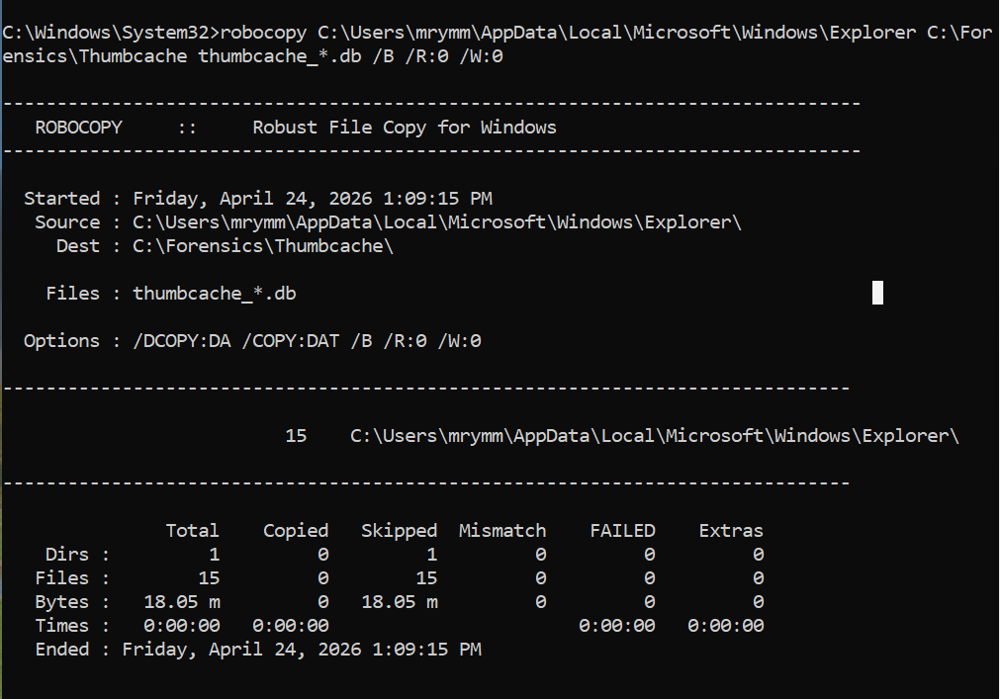 C:\Windows\System32>robocopy C:\Users\mrymm\AppData\Local\Microsoft\Windows\Explorer C:\For
ensics\Thumbcache thumbcache_*.db /B /R:0 /W:0
-------------------------------------------------------------------------------
   ROBOCOPY     ::     Robust File Copy for Windows
-------------------------------------------------------------------------------
  Started : Friday, April 24, 2026 1:09:15 PM
   Source : C:\Users\mrymm\AppData\Local\Microsoft\Windows\Explorer\
     Dest : C:\Forensics\Thumbcache\
    Files : thumbcache_*.db
  Options : /DCOPY:DA /COPY:DAT /B /R:0 /W:0
------------------------------------------------------------------------------
                          15    C:\Users\mrymm\AppData\Local\Microsoft\Windows\Explorer\
------------------------------------------------------------------------------
               Total    Copied   Skipped  Mismatch    FAILED    Extras
    Dirs :         1         0         1         0         0         0
   Files :        15         0        15         0         0         0
   Bytes :   18.05 m         0   18.05 m         0         0         0
   Times :   0:00:00   0:00:00                       0:00:00   0:00:00
   Ended : Friday, April 24, 2026 1:09:15 PM